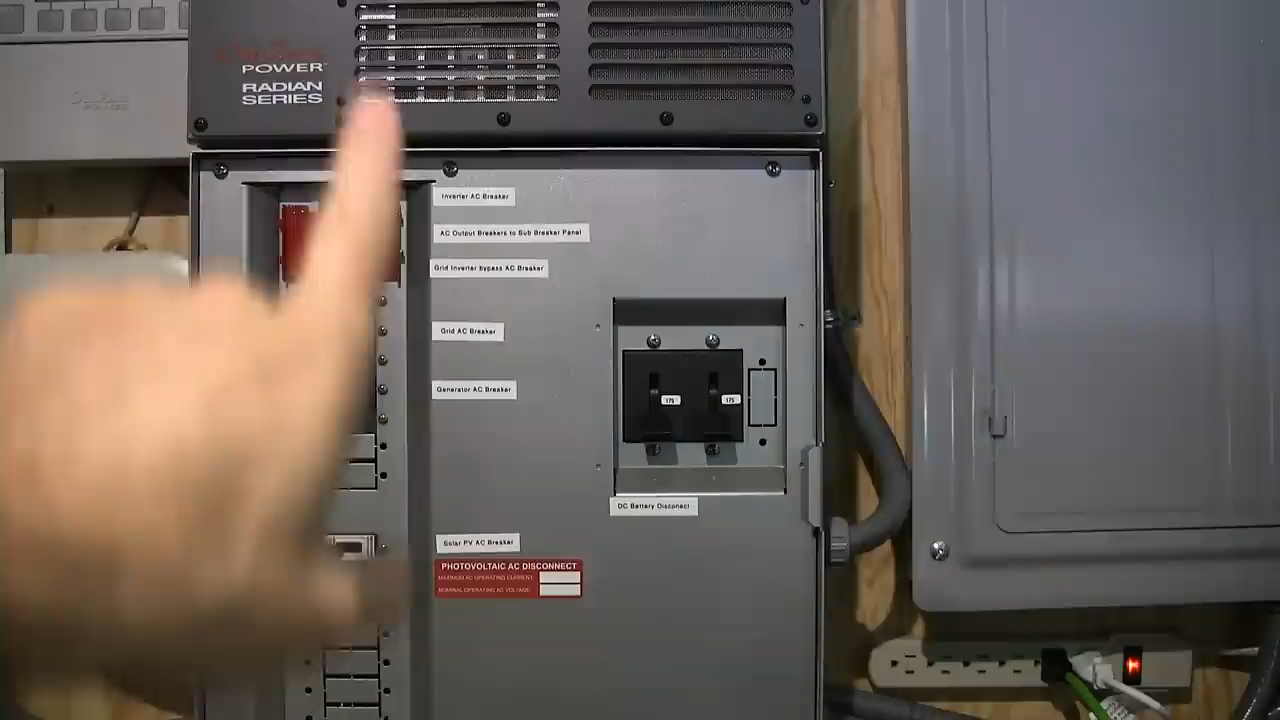 POWER
RADIAN
SERIES
Inverter AC Breaker
AC Output Breakers to Sub Breaker Panel
Grid Inverter bypass AC Breaker
Grid AC Breaker
Generator AC Breaker
175
175
DC Battery Disconect
Solar PV AC Breaker
PHOTOVOLTAIC AC DISCONNECT
MAXIMUM AC OPERATING CURRENT:
NOMINAL OPERATING AC VOLTAGE: